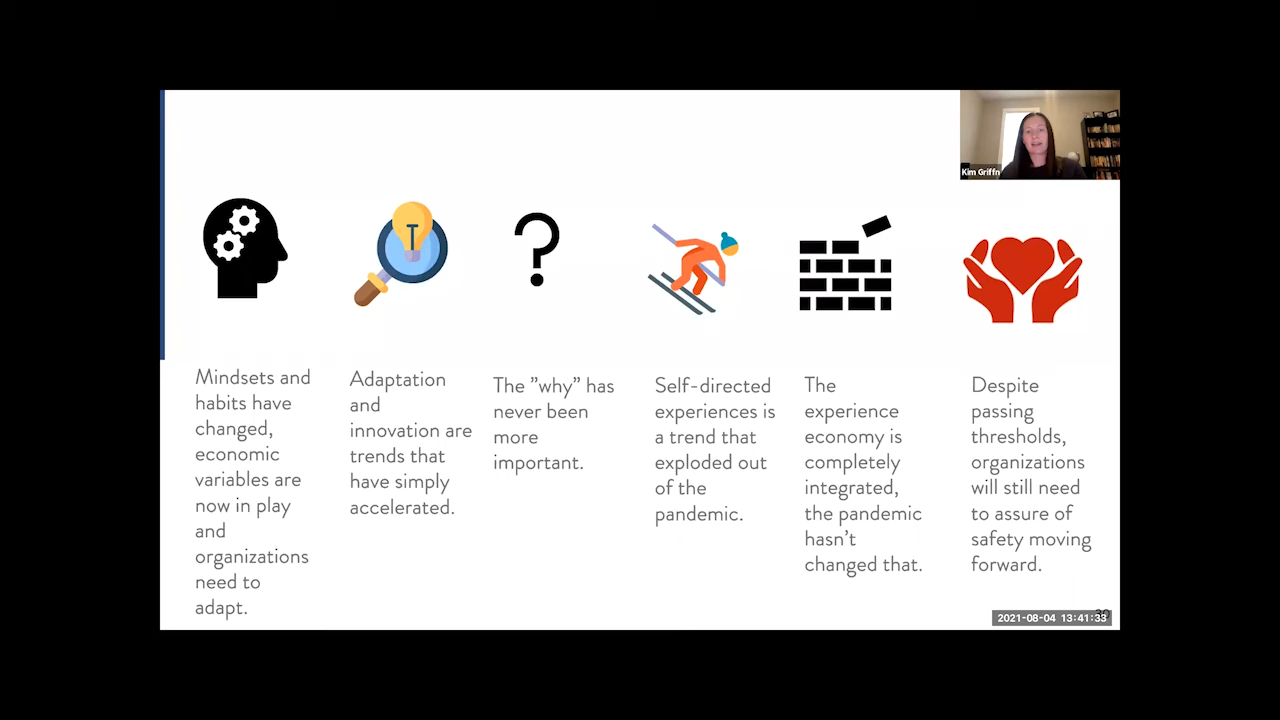 Kim Griffn
Mindsets and
habits have
changed,
economic
variables are
now in play
and
organizations
need to
adapt.
Adaptation
and
innovation are
trends that
have simply
accelerated.
The ”why” has
never been
more
important.
Self-directed
experiences is
a trend that
exploded out
of the
pandemic.
The
experience
economy is
completely
integrated,
the pandemic
hasn’t
changed that.
Despite
passing
thresholds,
organizations
will still need
to assure of
safety moving
forward.
2021-08-04 13:41:33